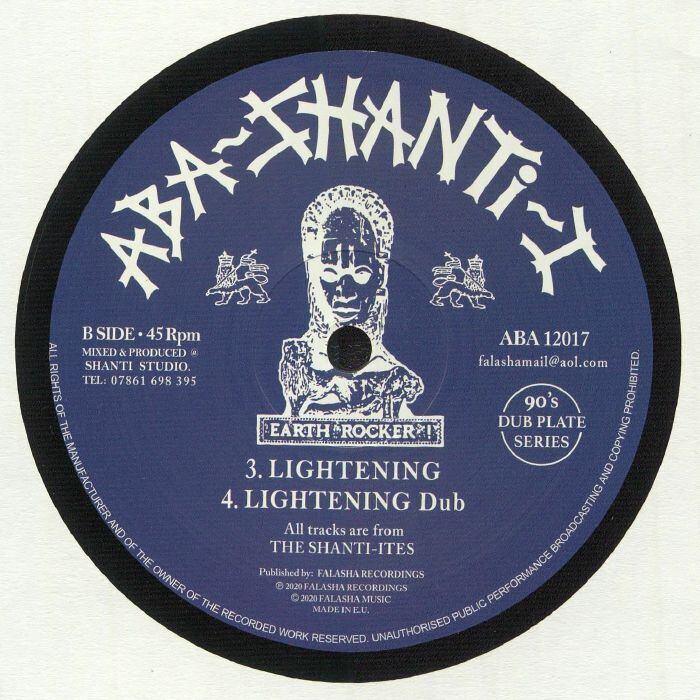 ABA~SHANTi~I
B SIDE • 45 Rpm
MIXED & PRODUCED @
SHANTI STUDIO.
TEL: 07861 698 395
ABA 12017
falashamail@aol.com
90's
DUB PLATE
SERIES
EARTH ROCKER!!
3. LIGHTENING
4. LIGHTENING Dub
All tracks are from
THE SHANTI-ITES
Published by: FALASHA RECORDINGS
℗ 2020 FALASHA RECORDINGS
© 2020 FALASHA MUSIC
MADE IN E.U.
ALL RIGHTS OF THE MANUFACTURER AND OF THE OWNER OF THE RECORDED WORK RESERVED. UNAUTHORISED PUBLIC PERFORMANCE BROADCASTING AND COPYING PROHIBITED.